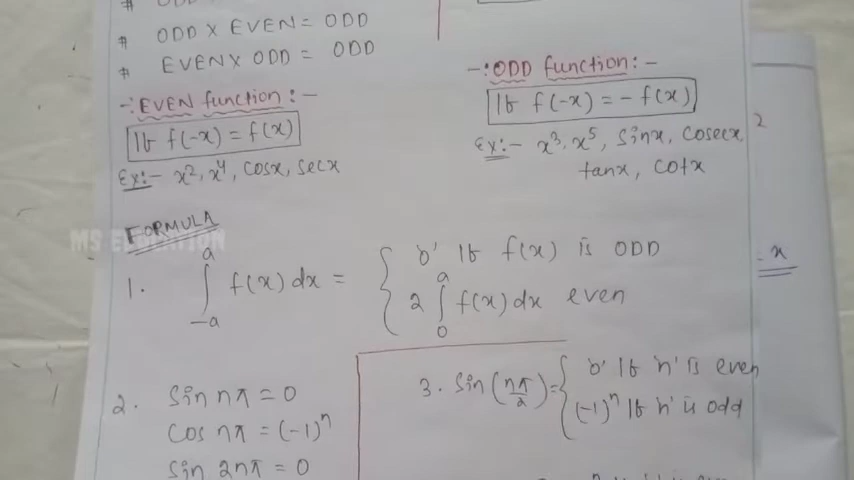 # ODD
# ODD X EVEN = ODD
# EVEN X ODD = ODD
-: EVEN function :-
If f(-x) = f(x)
Ex:- x², x⁴, cosx, secx
-: ODD function :-
If f(-x) = - f(x)
Ex:- x³, x⁵, sinx, cosecx,
tanx, cotx
2
- x
FORMULA
MS EDUCATION
1. ∫₋ₐᵃ f(x) dx = { '0' If f(x) is ODD
2 ∫₀ᵃ f(x) dx even
2. Sin nπ = 0
Cos nπ = (-1)ⁿ
Sin 2nπ = 0
3. Sin (nπ/2) = { '0' If 'n' is even
(-1)ⁿ If 'n' is odd